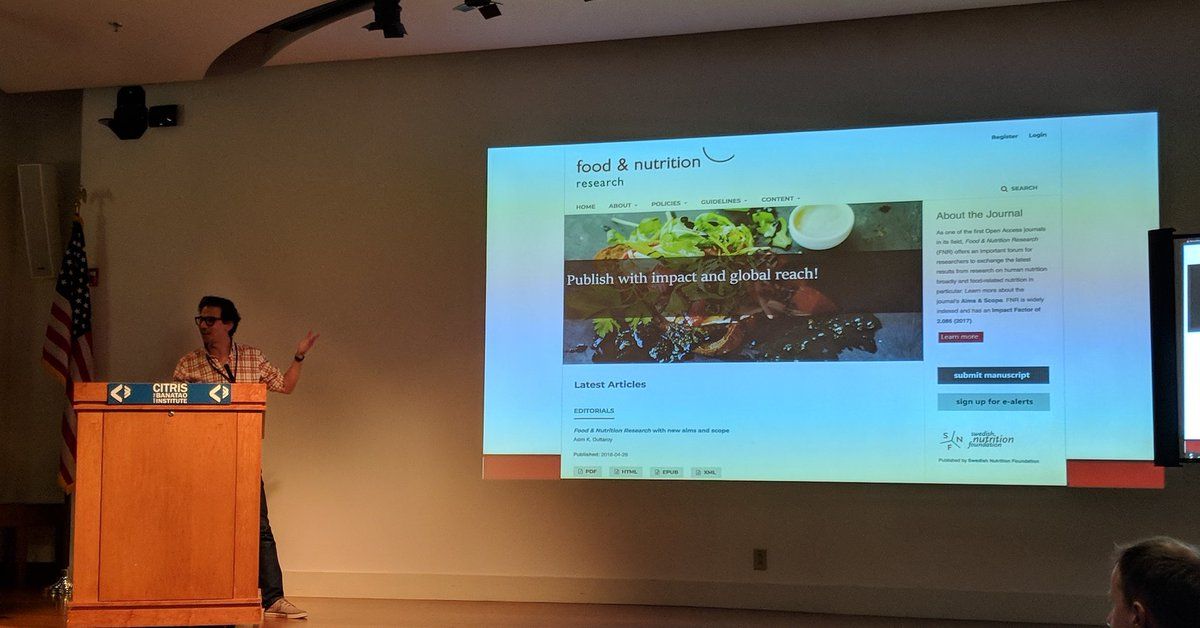 CITRIS
THE BANATAO
INSTITUTE
Register Login
food & nutrition
research
SEARCH
HOME ABOUT POLICIES GUIDELINES CONTENT
Publish with impact and global reach!
About the Journal
As one of the first Open Access journals
in its field, Food & Nutrition Research
(FNR) offers an important forum for
researchers to exchange the latest
results from research on human nutrition
broadly and food-related nutrition in
particular. Learn more about the
journal's Aims & Scope. FNR is widely
indexed and has an Impact Factor of
2.086 (2017).
Learn more
submit manuscript
sign up for e-alerts
Latest Articles
EDITORIALS
Food & Nutrition Research with new aims and scope
Asim K. Duttaroy
Published: 2018-04-26
PDF HTML EPUB XML
S N F
swedish
nutrition
foundation
Published by Swedish Nutrition Foundation